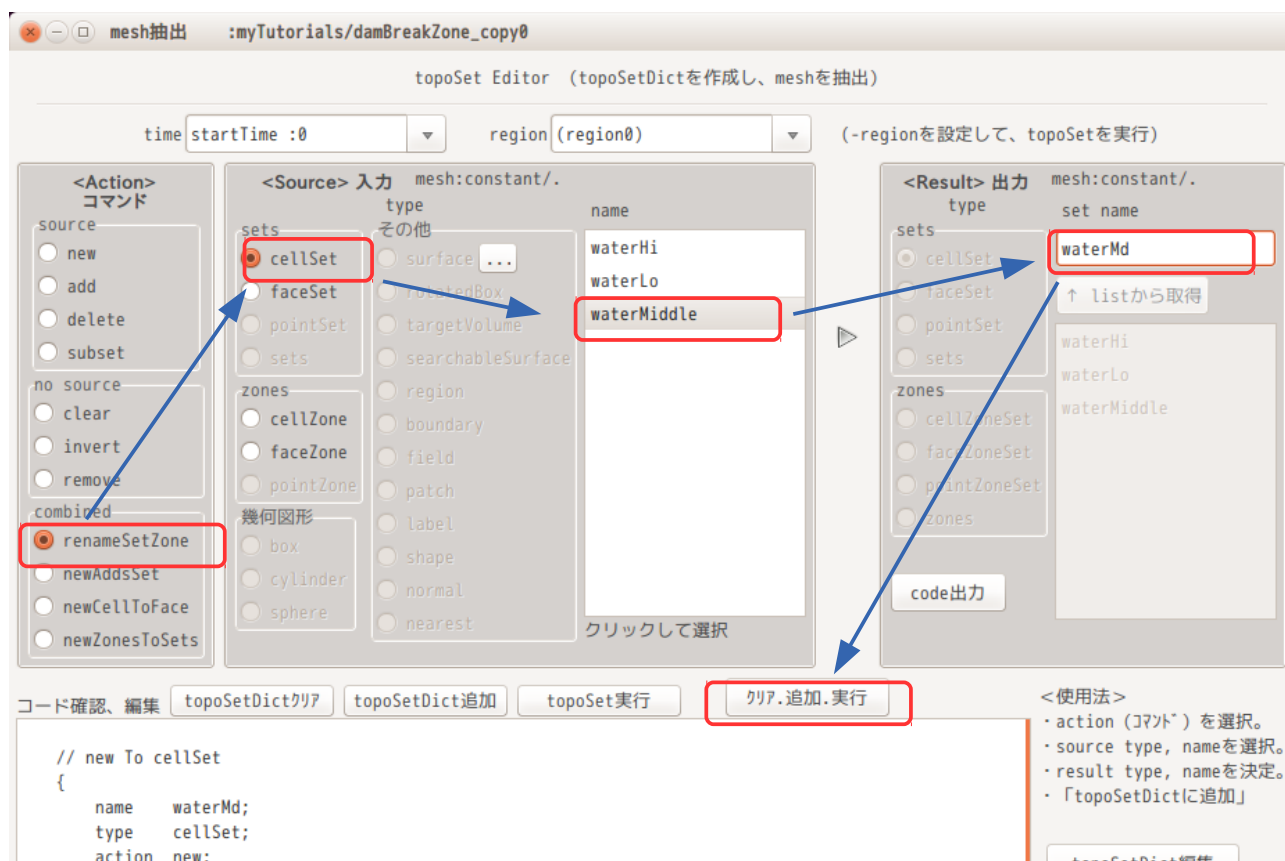 mesh抽出 :myTutorials/damBreakZone_copy0
topoSet Editor (topoSetDictを作成し、meshを抽出)
time startTime :0 region (region0) (-regionを設定して、topoSetを実行)
<Action>
コマンド
source
new
add
delete
subset
no source
clear
invert
remove
combined
renameSetZone
newAddsSet
newCellToFace
newZonesToSets
<Source> 入力 mesh:constant/.
type
sets
cellSet
faceSet
pointSet
sets
zones
cellZone
faceZone
pointZone
幾何図形
box
cylinder
sphere
その他
surface ...
rotatedBox
targetVolume
searchableSurface
region
boundary
field
patch
label
shape
normal
nearest
name
waterHi
waterLo
waterMiddle
クリックして選択
<Result> 出力 mesh:constant/.
type
sets
cellSet
faceSet
pointSet
sets
zones
cellZoneSet
faceZoneSet
pointZoneSet
zones
code出力
set name
waterMd
↑ listから取得
waterHi
waterLo
waterMiddle
コード確認、編集 topoSetDictクリア topoSetDict追加 topoSet実行 クリア.追加.実行
// new To cellSet
{
name waterMd;
type cellSet;
action new;
<使用法>
・action (コマンド) を選択。
・source type, nameを選択。
・result type, nameを決定。
・「topoSetDictに追加」
topoSetDict編集